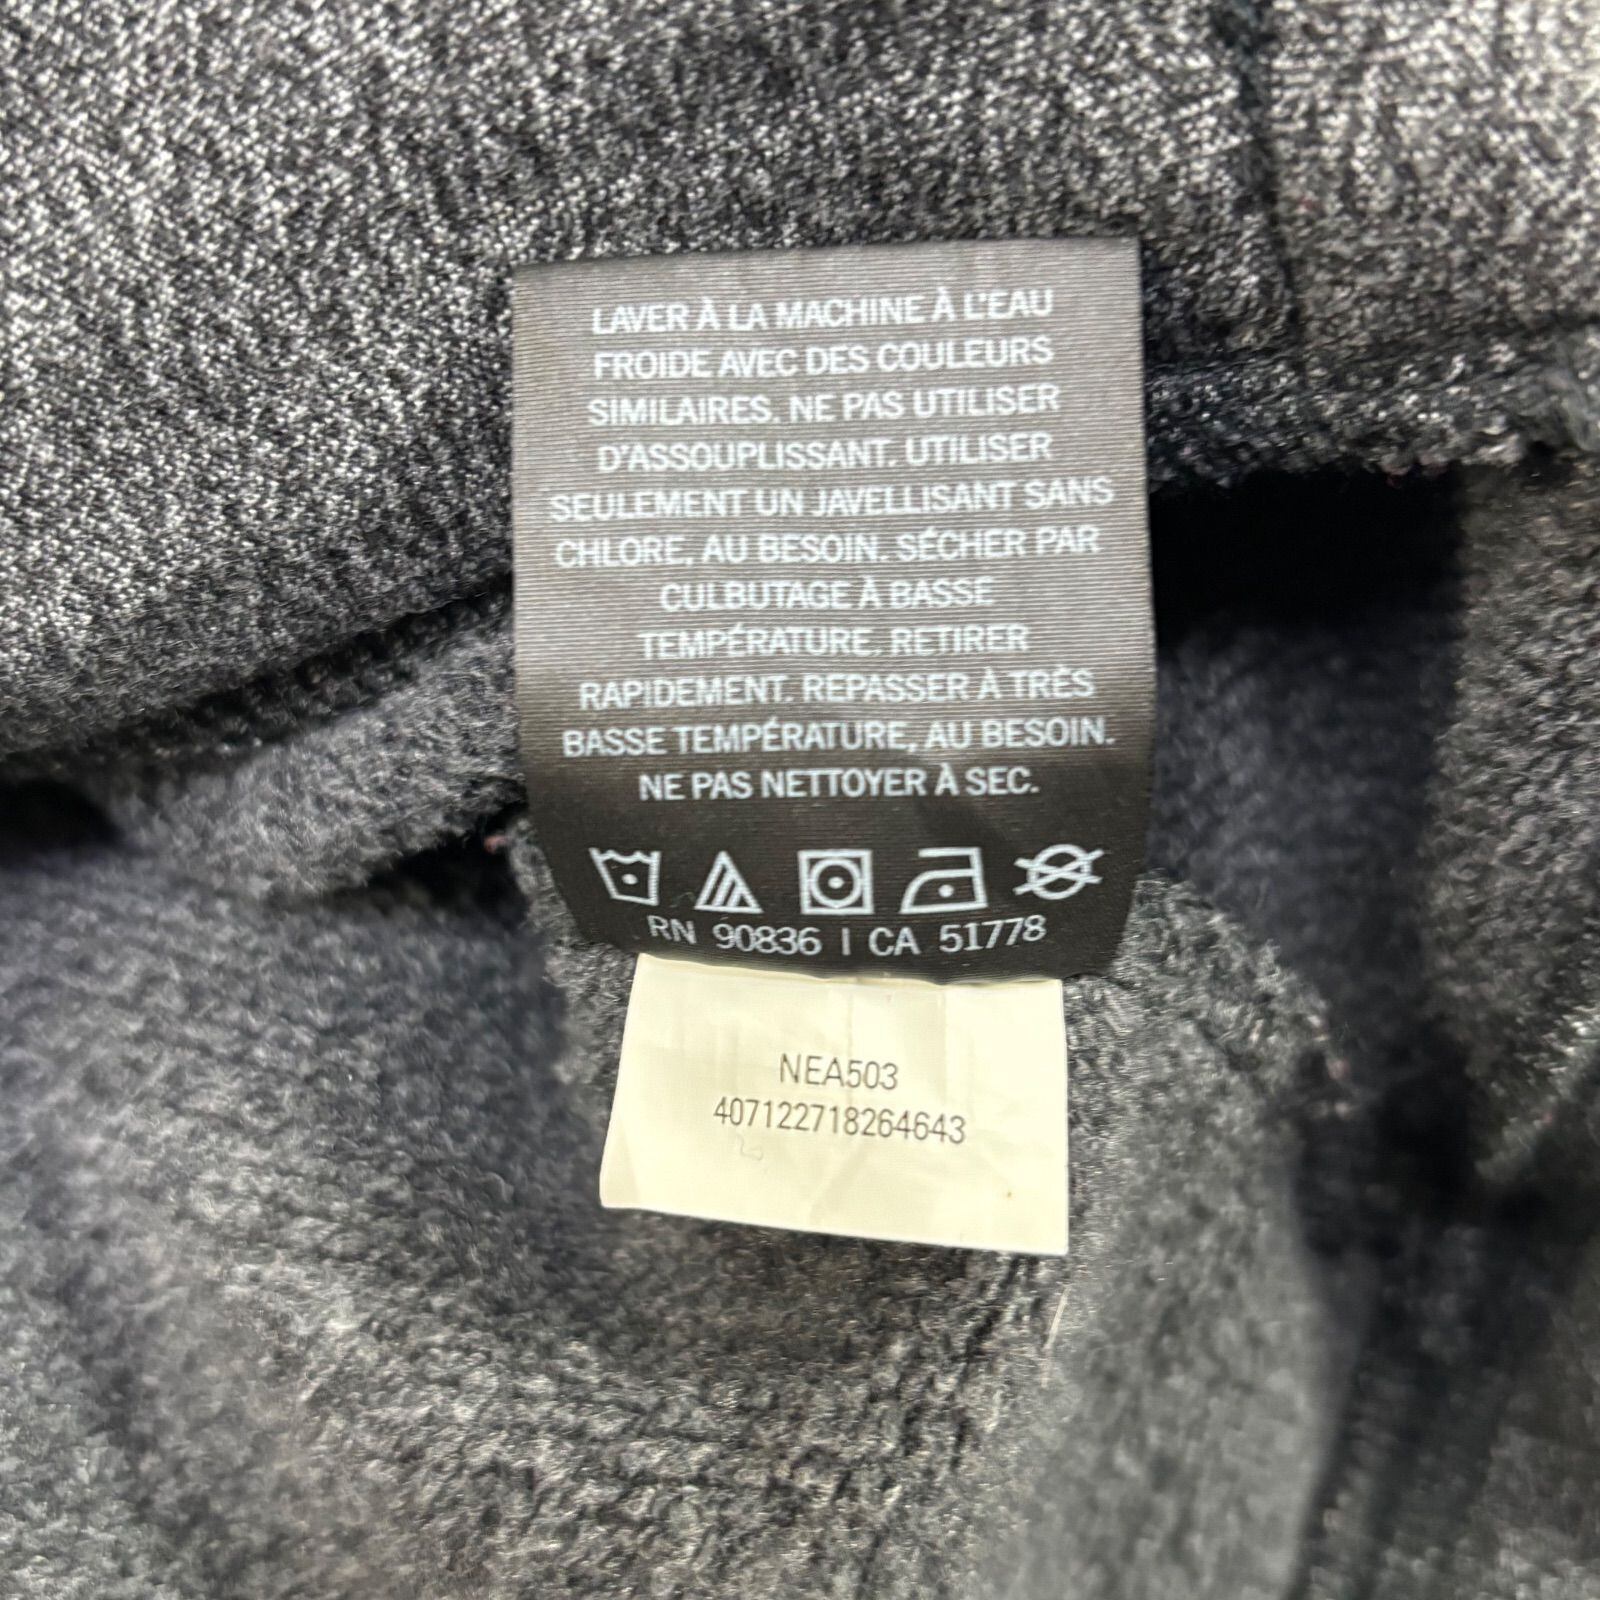 LAVER À LA MACHINE À L'EAU
FROIDE AVEC DES COULEURS
SIMILAIRES. NE PAS UTILISER
D'ASSOUPLISSANT. UTILISER
SEULEMENT UN JAVELLISANT SANS
CHLORE, AU BESOIN. SÉCHER PAR
CULBUTAGE À BASSE
TEMPÉRATURE. RETIRER
RAPIDEMENT. REPASSER À TRÈS
BASSE TEMPÉRATURE, AU BESOIN.
NE PAS NETTOYER À SEC.
RN 90836 | CA 51778
NEA503
407122718264643